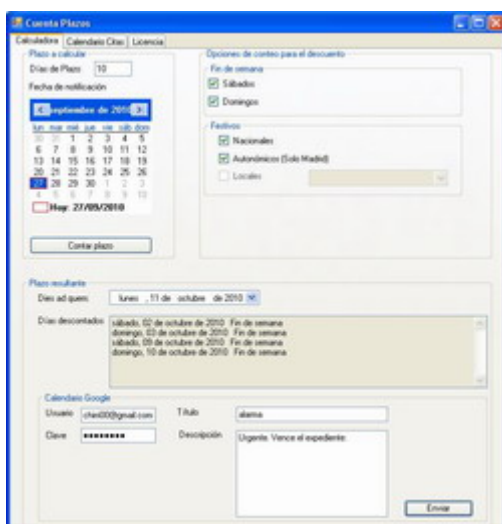 Cuenta Plazos
Calculadora Calendario Citas Licencia
Plazo a calcular
Días de Plazo 10
Fecha de notificación
septiembre de 2010
lun mar mié jue vie sáb dom
30 31 1 2 3 4 5
6 7 8 9 10 11 12
13 14 15 16 17 18 19
20 21 22 23 24 25 26
27 28 29 30 1 2 3
4 5 6 7 8 9 10
Hoy: 27/09/2010
Contar plazo
Opciones de conteo para el descuento
Fin de semana
Sábados
Domingos
Festivos
Nacionales
Autonómicos (Solo Madrid)
Locales
Plazo resultante
Dies ad quem: lunes , 11 de octubre de 2010
Días descontados
sábado, 02 de octubre de 2010 Fin de semana
domingo, 03 de octubre de 2010 Fin de semana
sábado, 09 de octubre de 2010 Fin de semana
domingo, 10 de octubre de 2010 Fin de semana
Calendario Google
Usuario @gmail.com Título alarma
Clave •••••••• Descripción Urgente. Vence el expediente.
Enviar